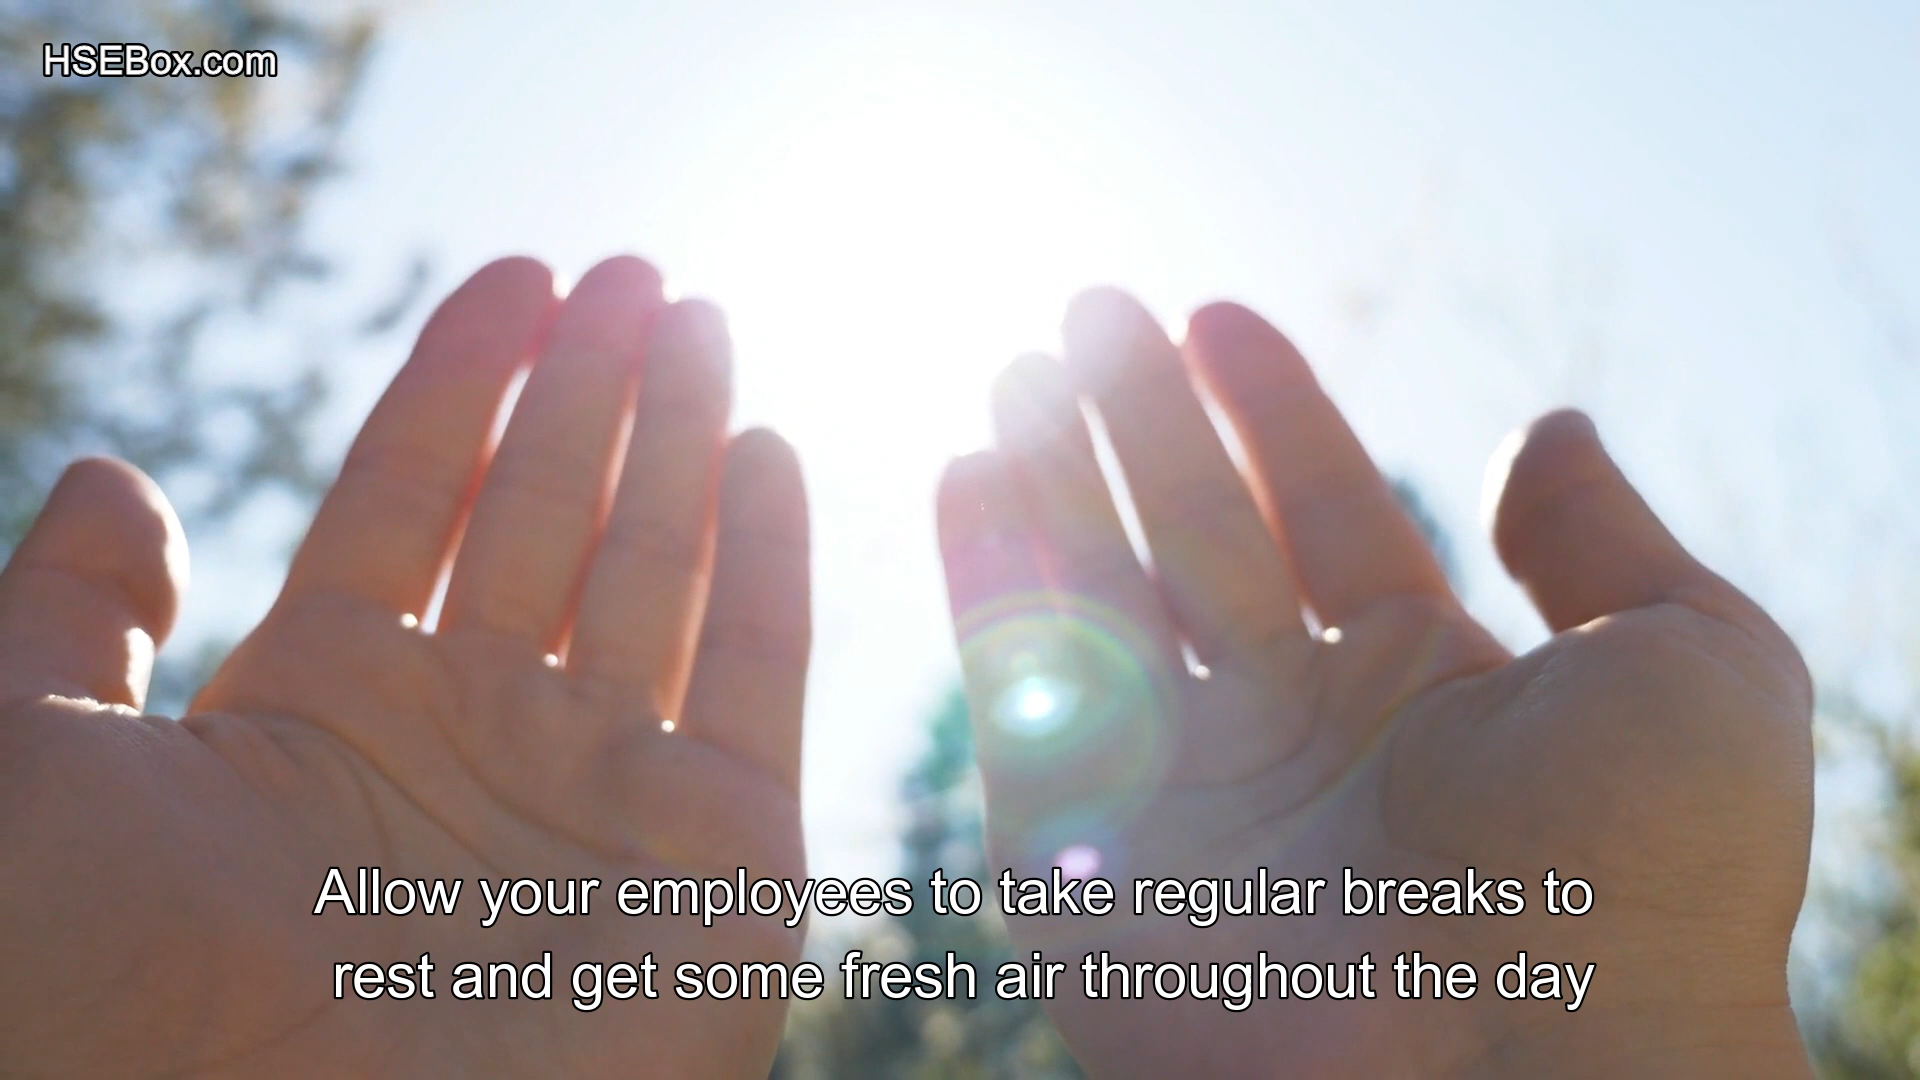 HSEBox.com
Allow your employees to take regular breaks to
rest and get some fresh air throughout the day